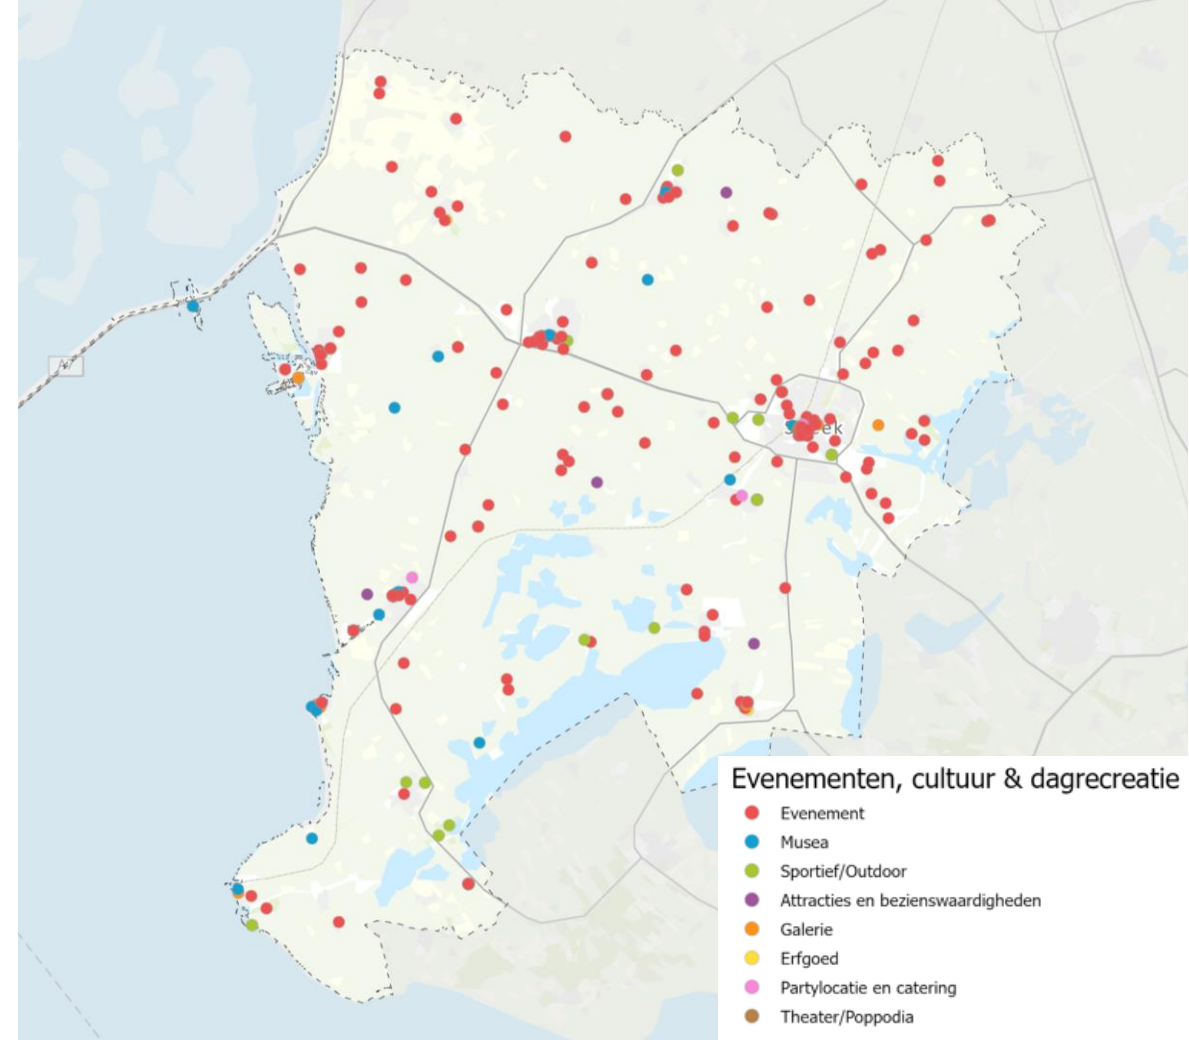 Evenementen, cultuur & dagrecreatie
Evenement
Musea
Sportief/Outdoor
Attracties en bezienswaardigheden
Galerie
Erfgoed
Partylocatie en catering
Theater/Poppodia